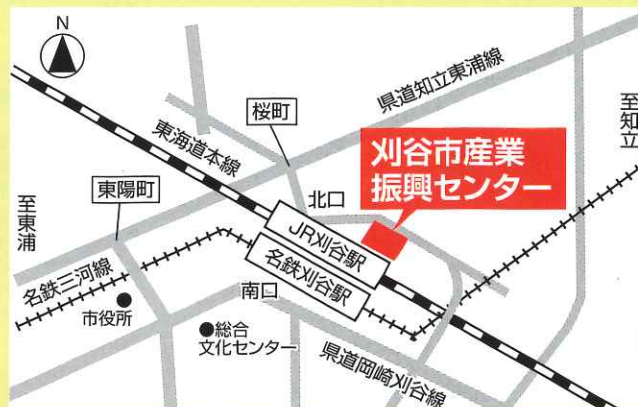 N
県道知立東浦線
至知立
桜町
東海道本線
刈谷市産業
振興センター
北口
東陽町
至東浦
JR刈谷駅
名鉄刈谷駅
名鉄三河線
南口
市役所
総合
文化センター
県道岡崎刈谷線